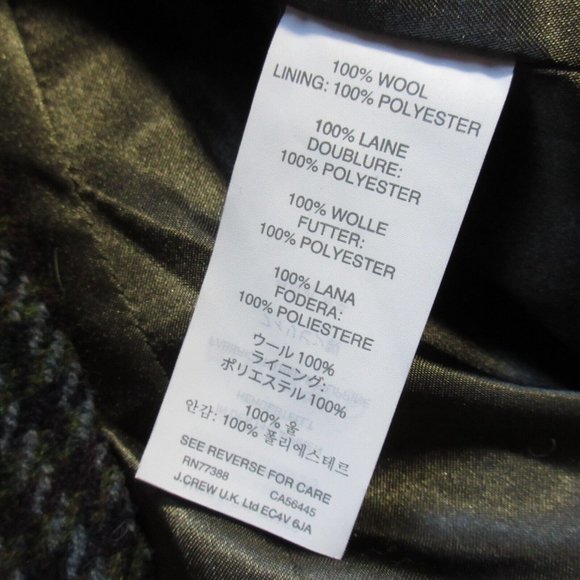 100% WOOL
LINING: 100% POLYESTER
100% LAINE
DOUBLURE:
100% POLYESTER
100% WOLLE
FUTTER:
100% POLYESTER
100% LANA
FODERA:
100% POLIESTERE
ウール 100%
ライニング:
ポリエステル 100%
100% 울
안감: 100% 폴리에스테르
SEE REVERSE FOR CARE
RN77388 CA56445
J.CREW U.K. Ltd EC4V 6JA